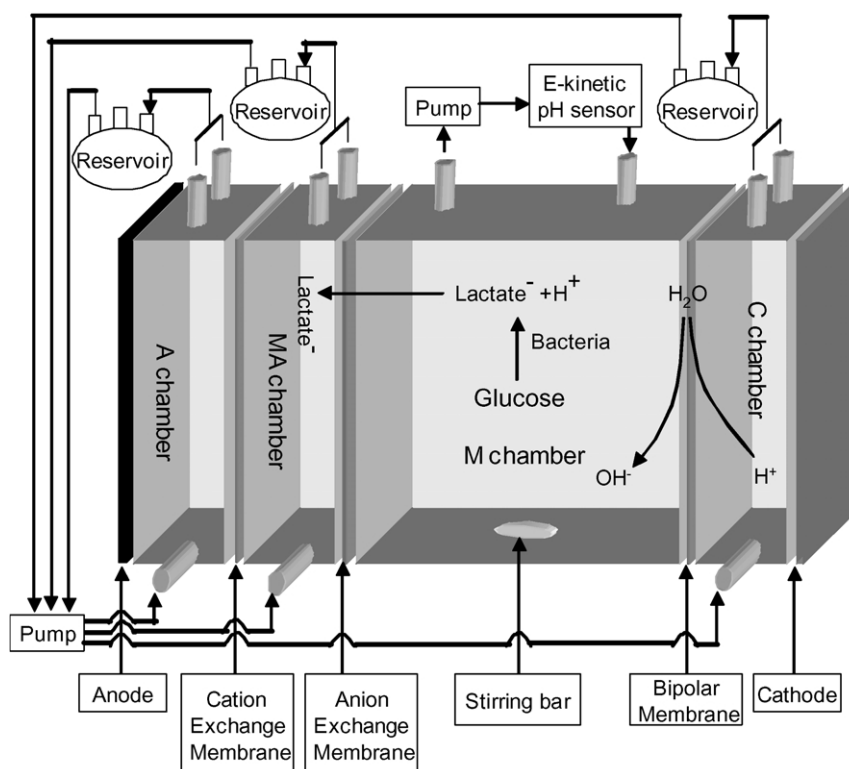 Reservoir
Reservoir
Reservoir
Pump
E-kinetic
pH sensor
A chamber
MA chamber
Lactate⁻
Lactate⁻ +H⁺
Bacteria
Glucose
M chamber
H₂O
OH⁻
C chamber
H⁺
Pump
Anode
Cation
Exchange
Membrane
Anion
Exchange
Membrane
Stirring bar
Bipolar
Membrane
Cathode